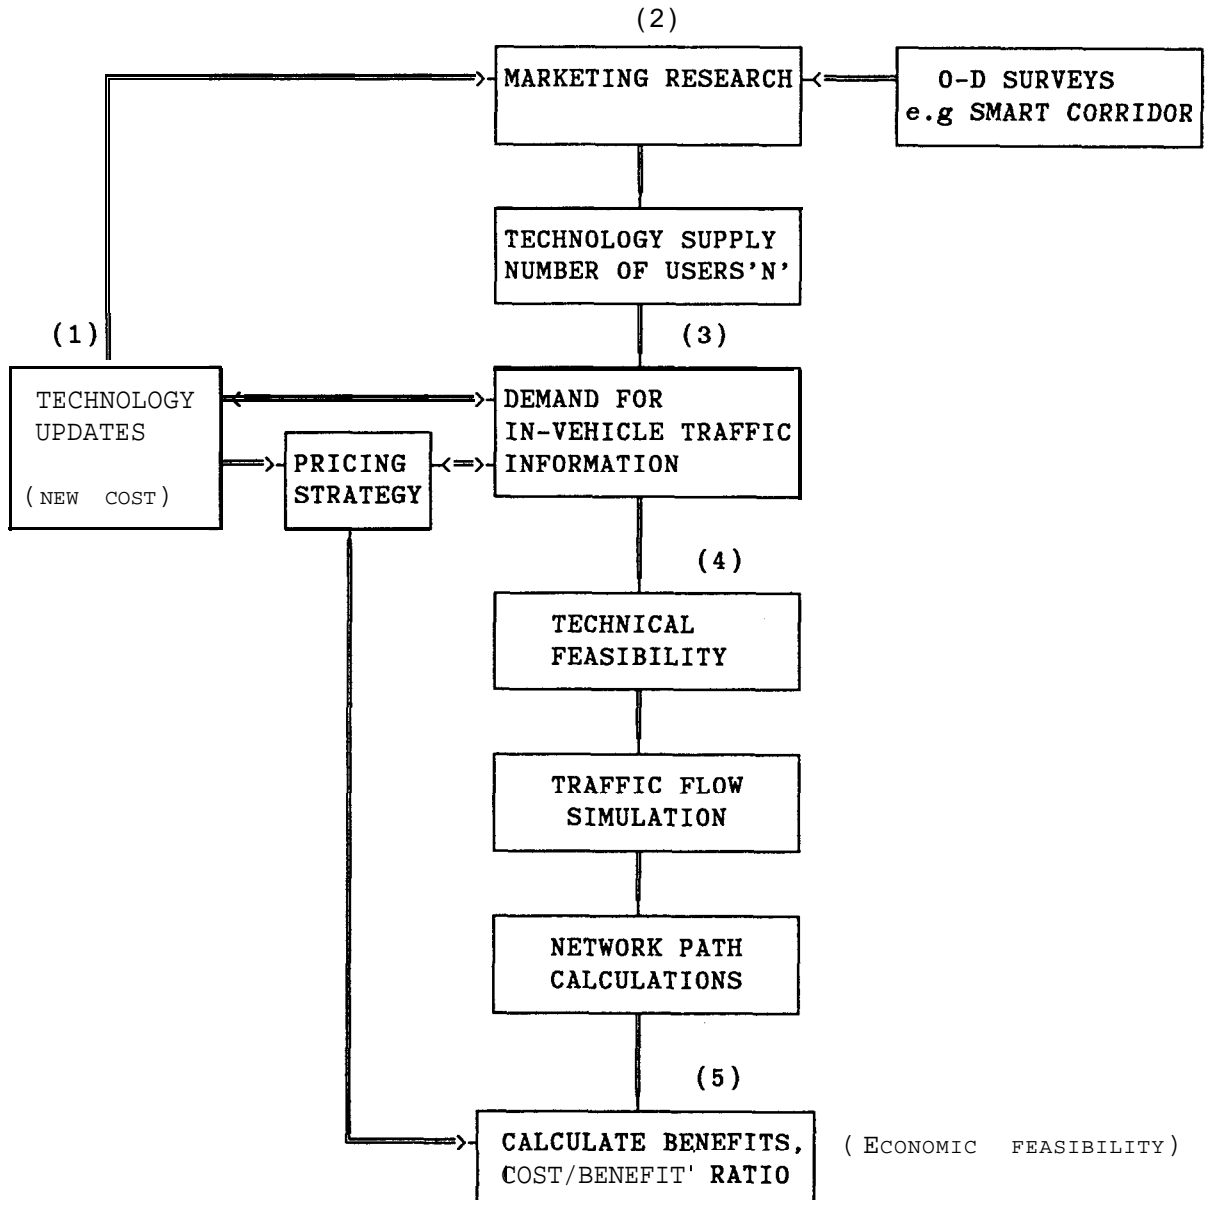 (2)
MARKETING RESEARCH
O-D SURVEYS
e.g SMART CORRIDOR
TECHNOLOGY SUPPLY
NUMBER OF USERS'N'
(1)
(3)
TECHNOLOGY
UPDATES
(NEW COST)
PRICING
STRATEGY
DEMAND FOR
IN-VEHICLE TRAFFIC
INFORMATION
(4)
TECHNICAL
FEASIBILITY
TRAFFIC FLOW
SIMULATION
NETWORK PATH
CALCULATIONS
(5)
CALCULATE BENEFITS,
COST/BENEFIT' RATIO
(ECONOMIC FEASIBILITY)